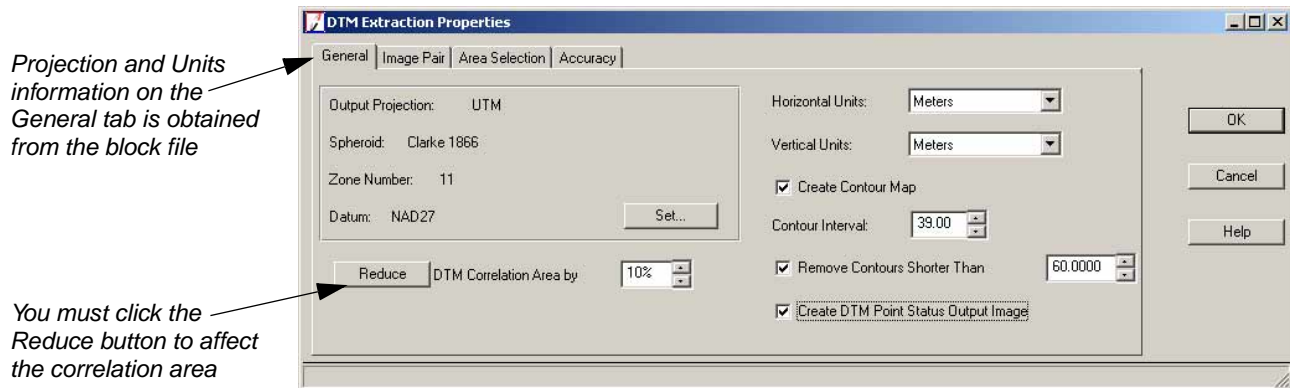 DTM Extraction Properties
General Image Pair Area Selection Accuracy
Projection and Units
information on the
General tab is obtained
from the block file
Output Projection: UTM
Spheroid: Clarke 1866
Zone Number: 11
Datum: NAD27
Set...
Reduce DTM Correlation Area by 10%
Horizontal Units: Meters
Vertical Units: Meters
Create Contour Map
Contour Interval: 39.00
Remove Contours Shorter Than 60.0000
Create DTM Point Status Output Image
OK
Cancel
Help
You must click the
Reduce button to affect
the correlation area